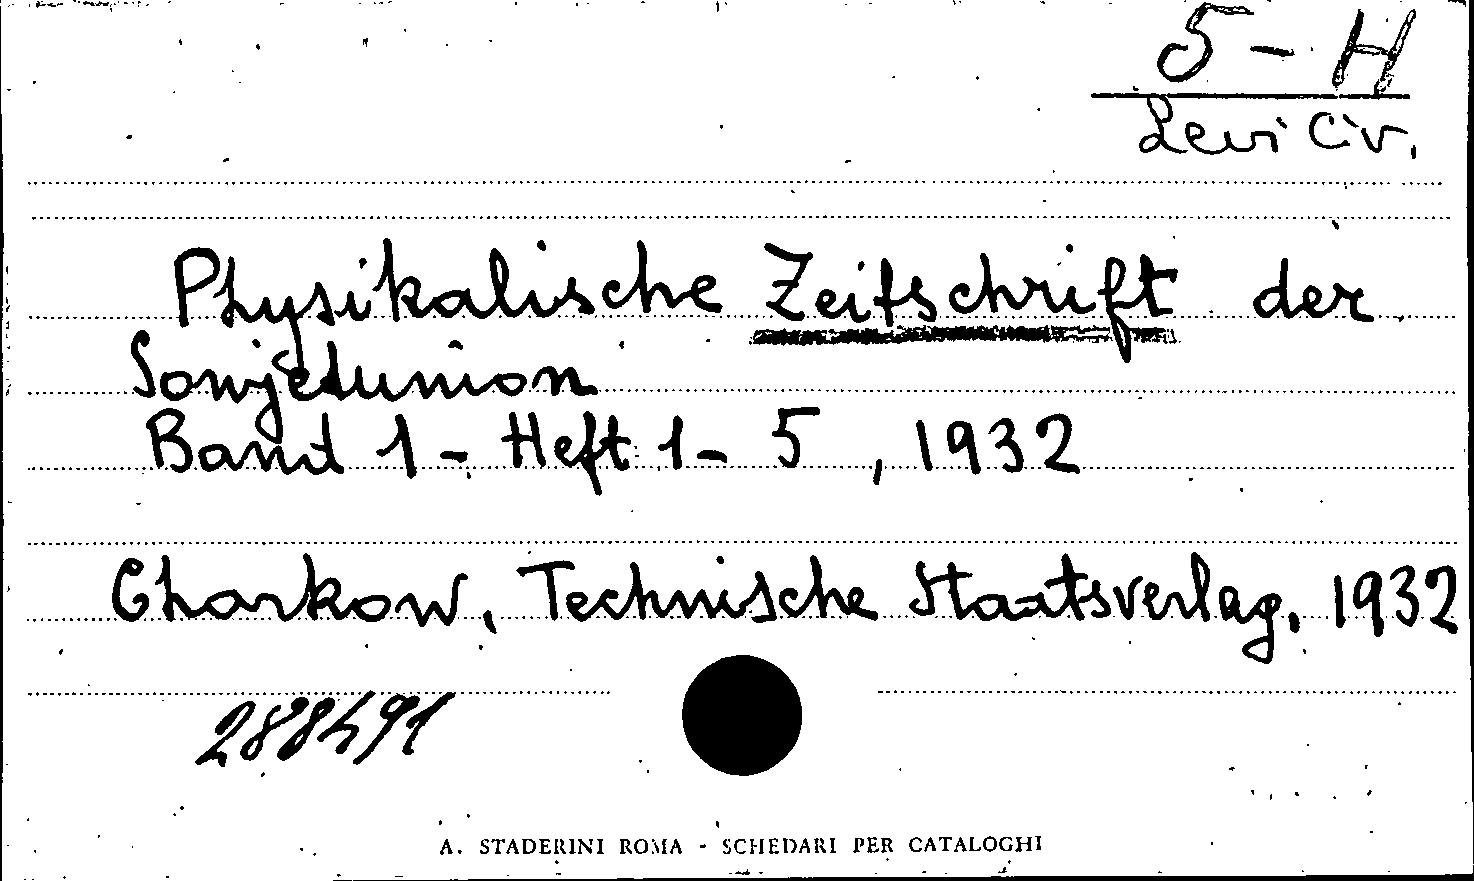 5 - H
Levi Civ.
Physikalische Zeitschrift der
Sowjetunion
Band 1 - Heft 1 - 5, 1932
Charkow, Technische Staatsverlag, 1932
288491
A. STADERINI ROMA - SCHEDARI PER CATALOGHI